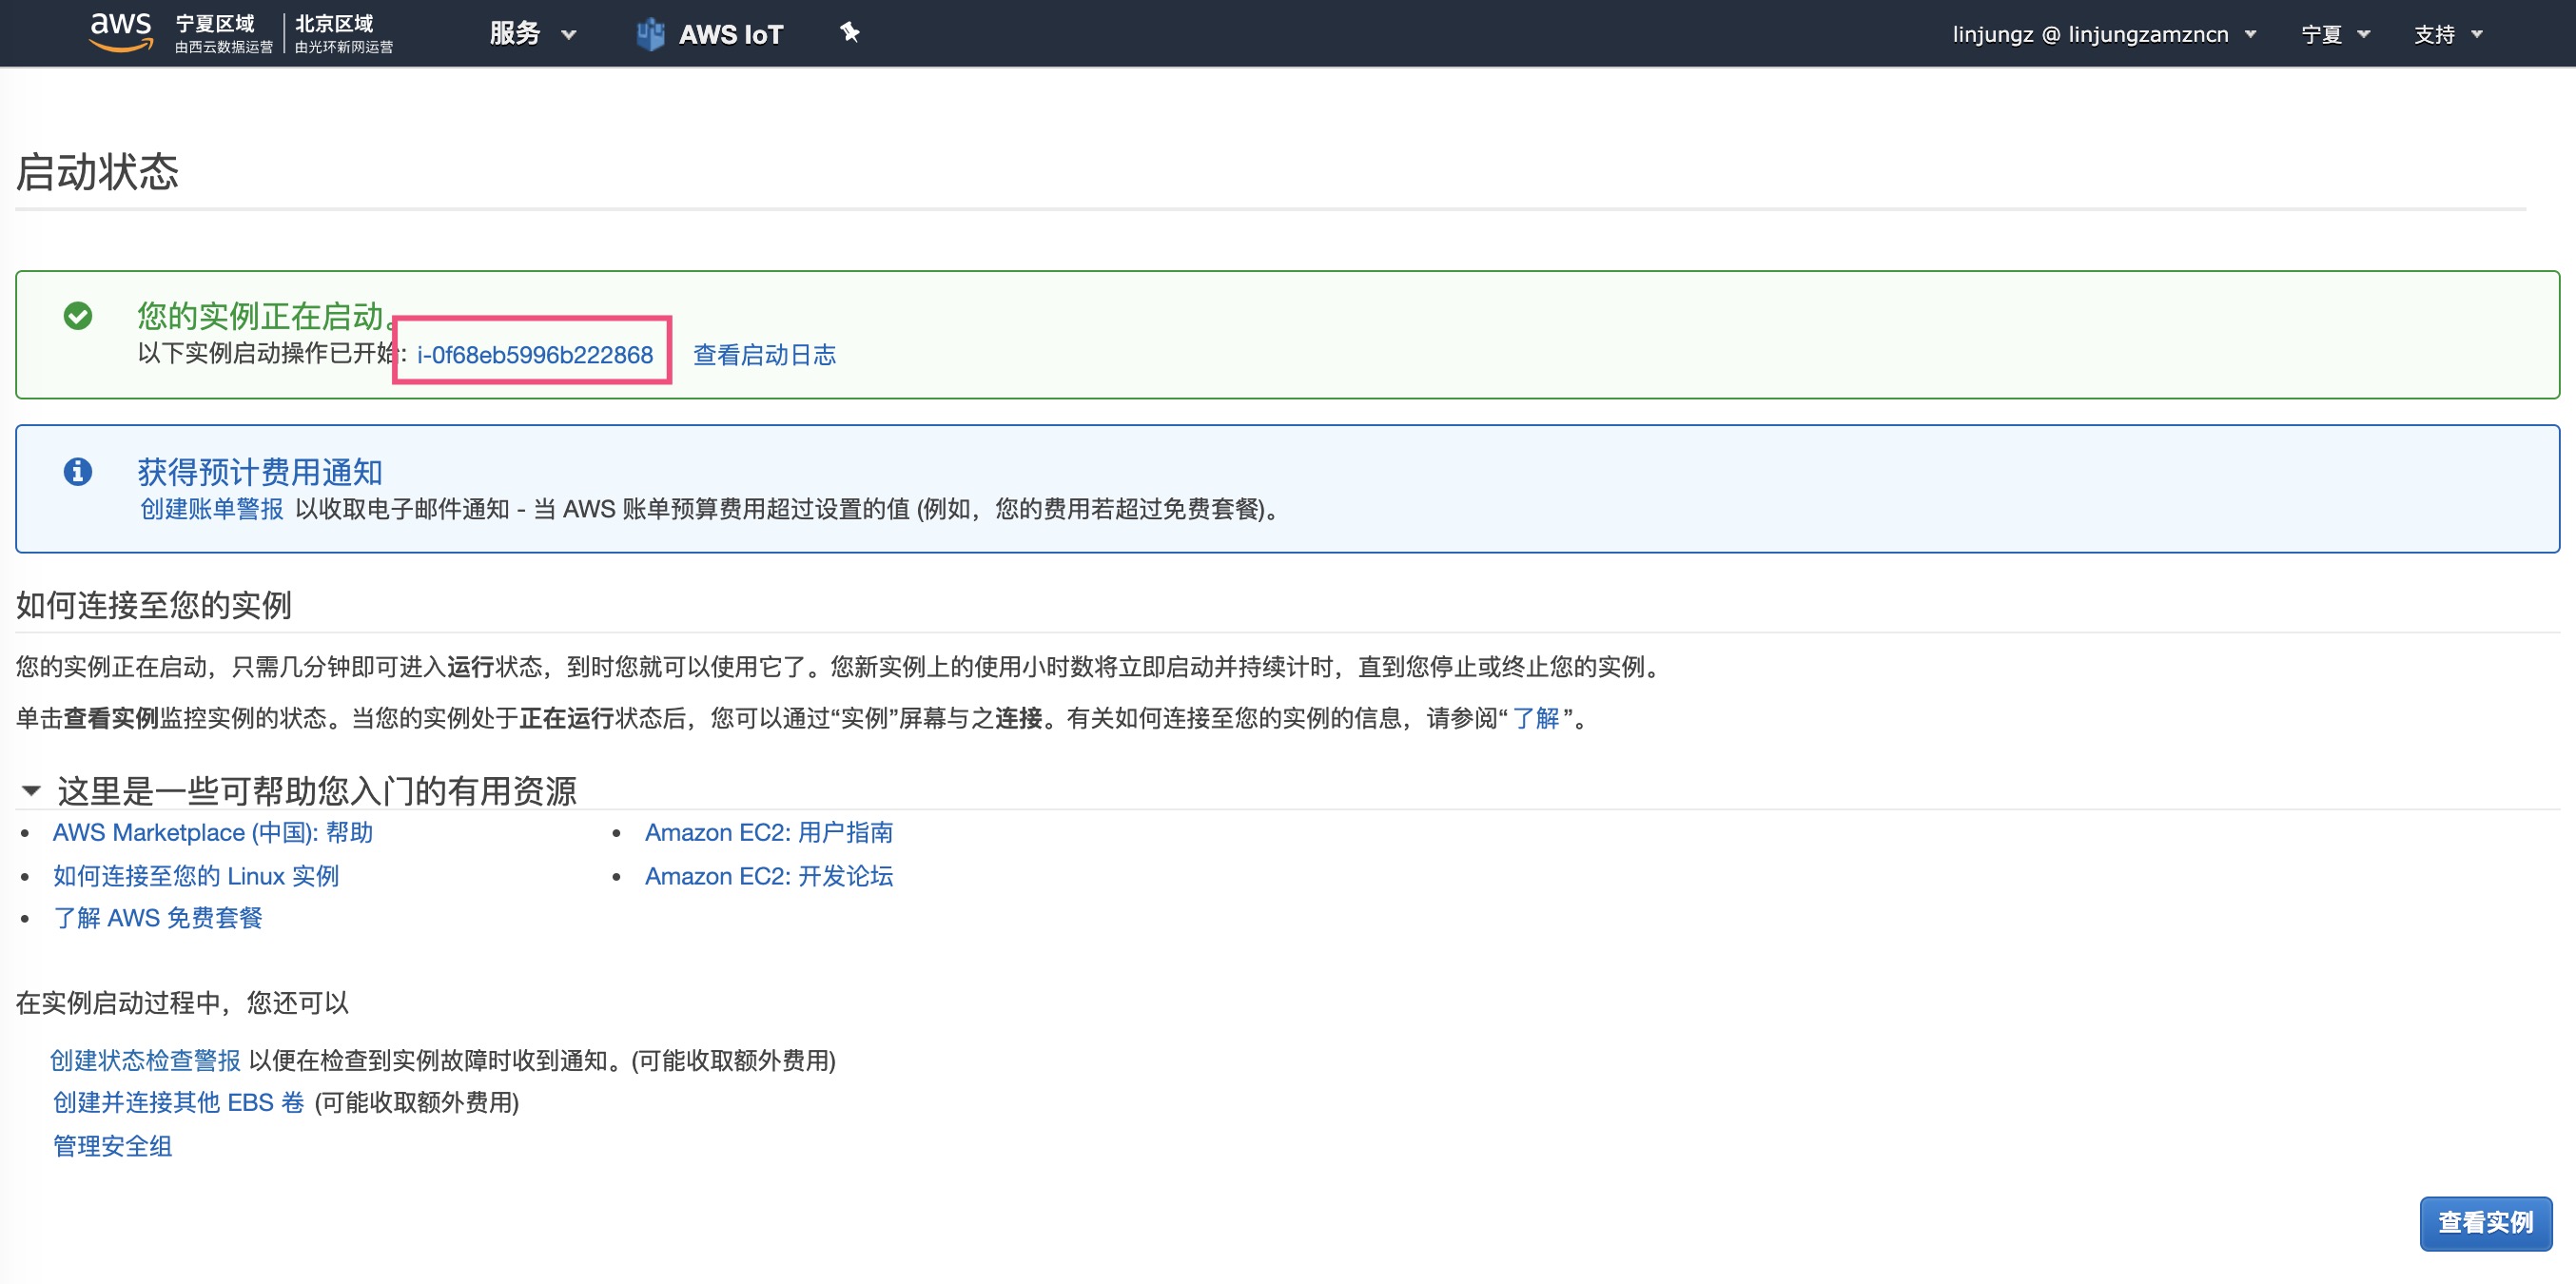 aws 宁夏区域 北京区域 服务 AWS IoT linjungz @ linjungzamzncn 宁夏 支持
由西云数据运营 由光环新网运营
启动状态
您的实例正在启动。
以下实例启动操作已开始: i-0f68eb5996b222868 查看启动日志
获得预计费用通知
创建账单警报 以收取电子邮件通知 - 当 AWS 账单预算费用超过设置的值 (例如，您的费用若超过免费套餐)。
如何连接至您的实例
您的实例正在启动，只需几分钟即可进入运行状态，到时您就可以使用它了。您新实例上的使用小时数将立即启动并持续计时，直到您停止或终止您的实例。
单击查看实例监控实例的状态。当您的实例处于正在运行状态后，您可以通过“实例”屏幕与之连接。有关如何连接至您的实例的信息，请参阅“ 了解 ”。
这里是一些可帮助您入门的有用资源
• AWS Marketplace (中国): 帮助 • Amazon EC2: 用户指南
• 如何连接至您的 Linux 实例 • Amazon EC2: 开发论坛
• 了解 AWS 免费套餐
在实例启动过程中，您还可以
创建状态检查警报 以便在检查到实例故障时收到通知。(可能收取额外费用)
创建并连接其他 EBS 卷 (可能收取额外费用)
管理安全组
查看实例